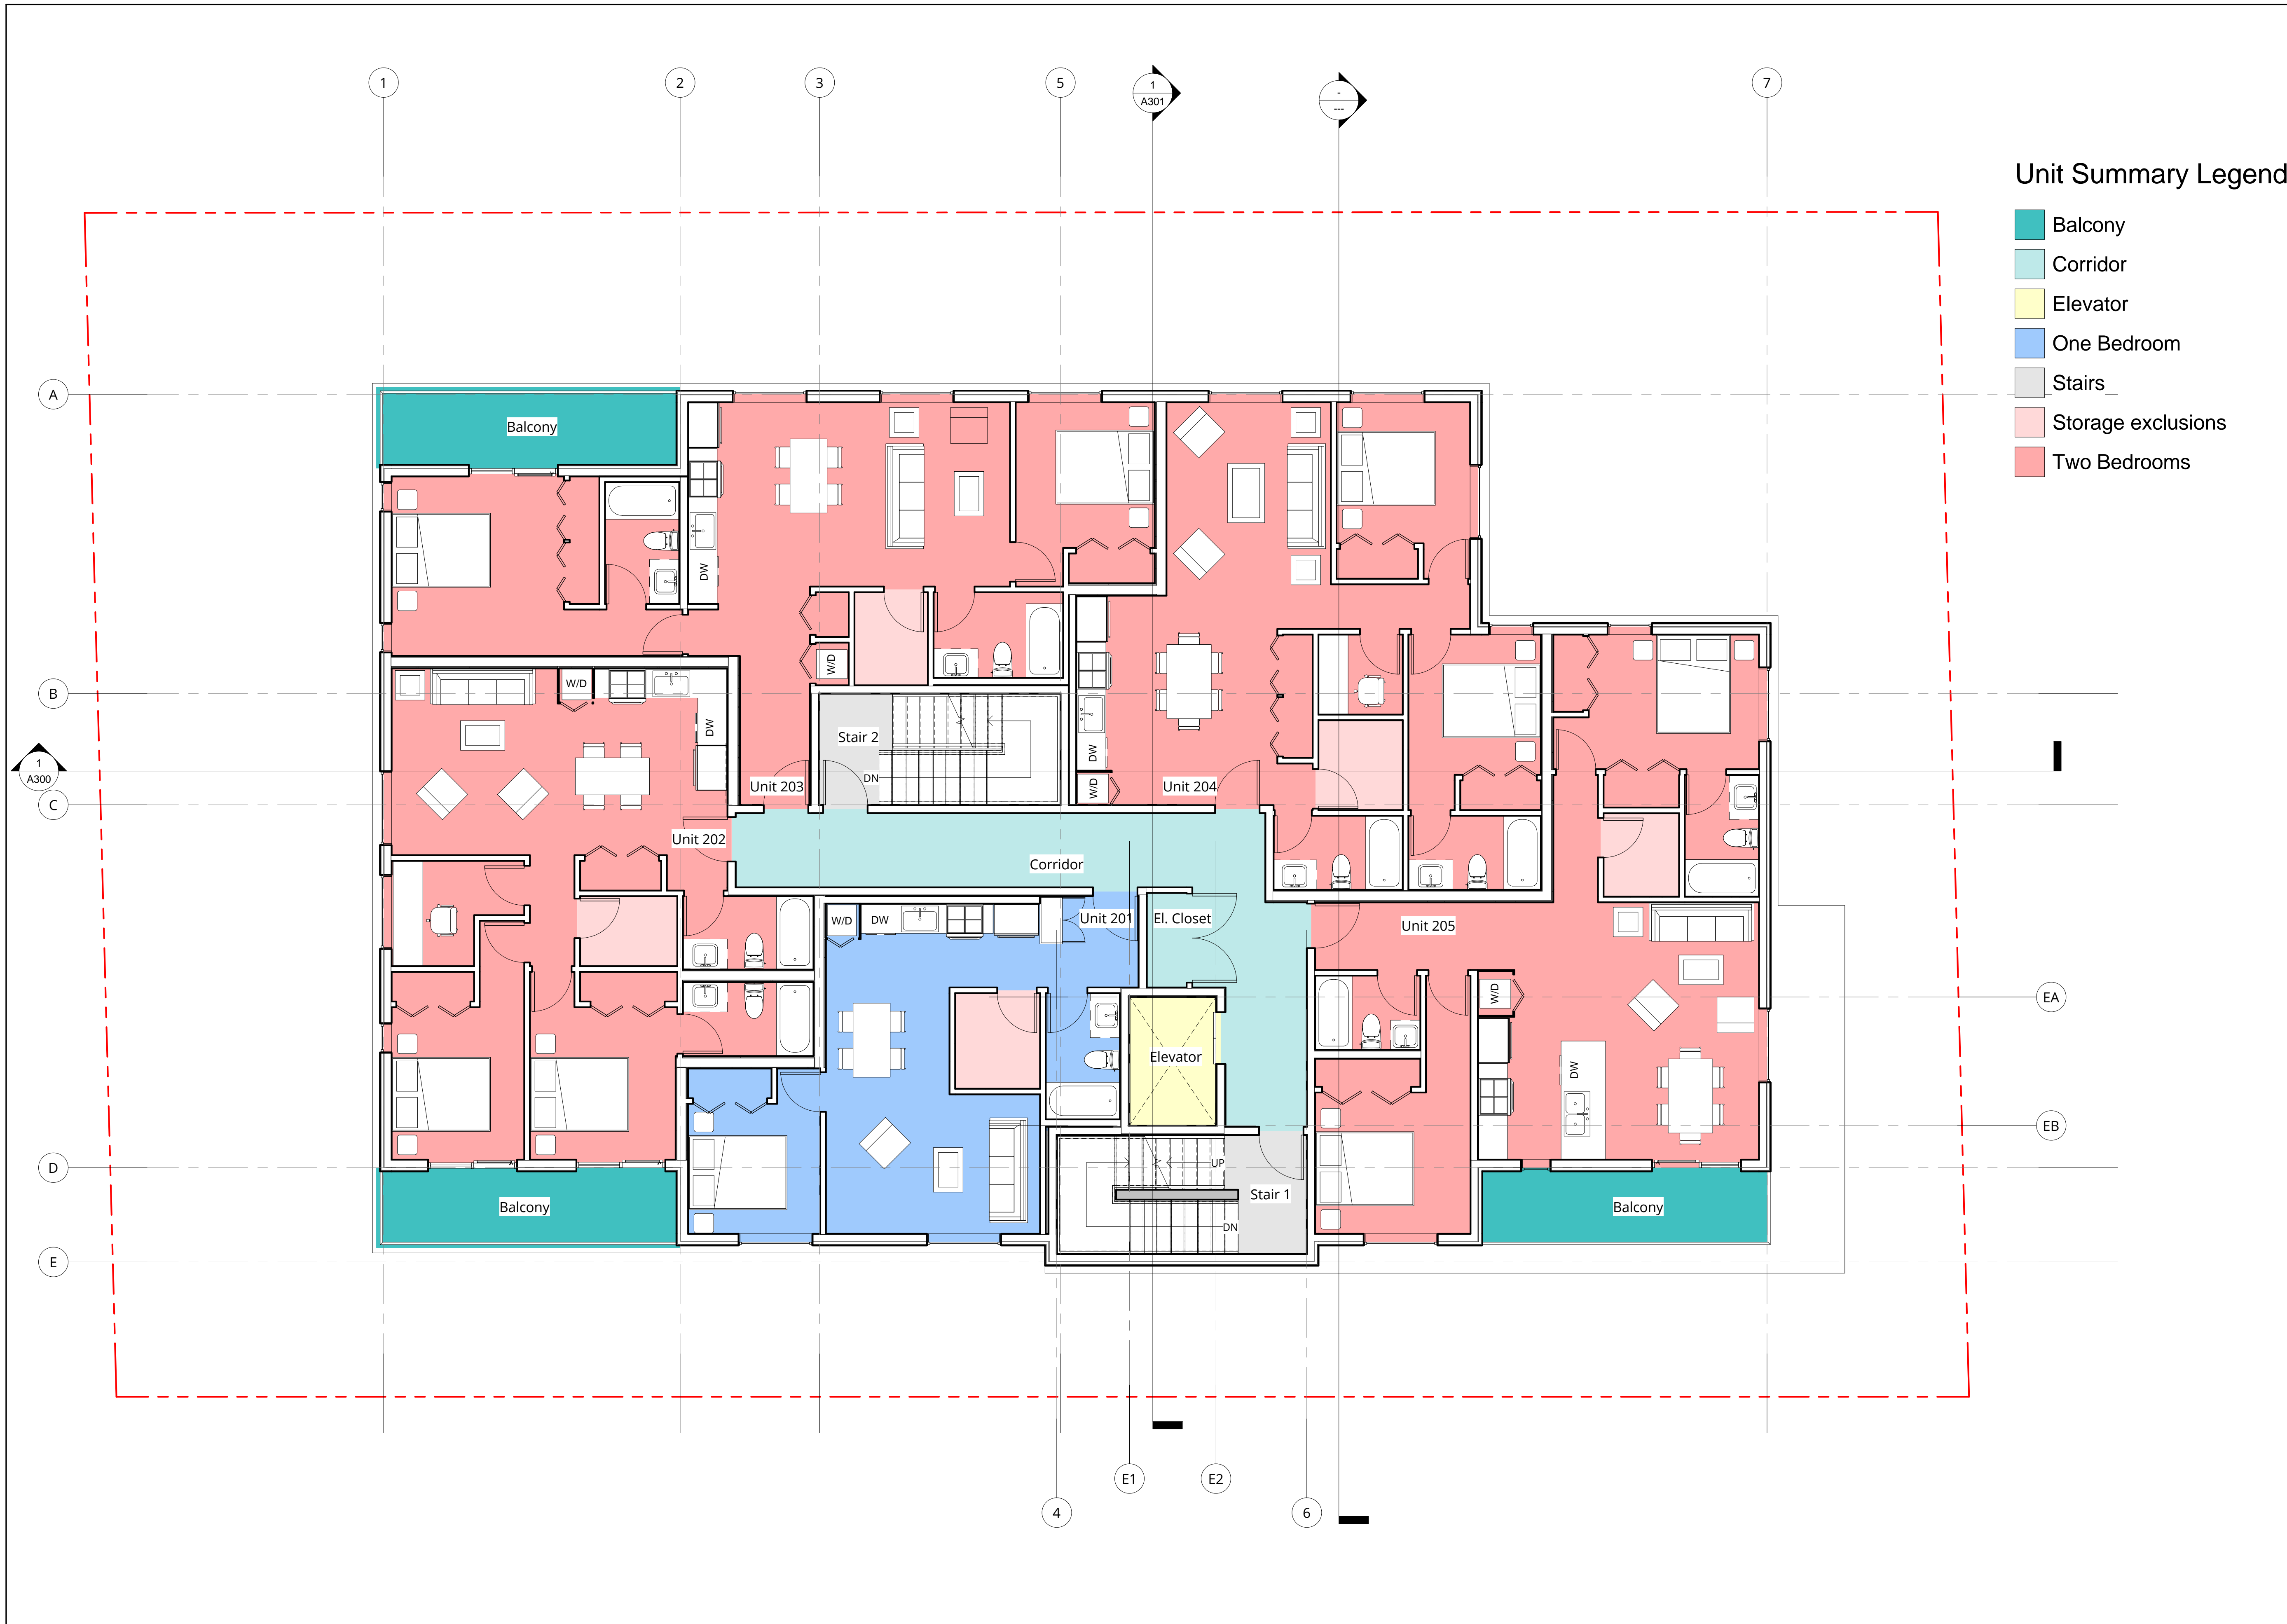 1
2
3
5
1
A301
-
---
7
Unit Summary Legend
Balcony
Corridor
Elevator
One Bedroom
Stairs
Storage exclusions
Two Bedrooms
A
Balcony
DW
W/D
B
W/D
DW
Stair 2
DN
Unit 203
DW
W/D
Unit 204
1
A300
C
Unit 202
Corridor
W/D
DW
Unit 201
El. Closet
Unit 205
W/D
EA
Elevator
DW
EB
D
UP
Stair 1
DN
Balcony
Balcony
E
E1
E2
4
6